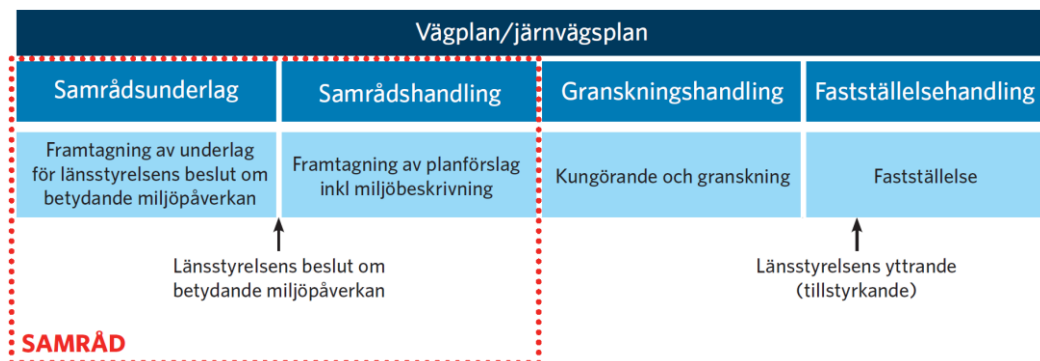 Vägplan/järnvägsplan
Samrådsunderlag
Samrådshandling
Granskningshandling
Fastställelsehandling
Framtagning av underlag
för länsstyrelsens beslut om
betydande miljöpåverkan
Framtagning av planförslag
inkl miljöbeskrivning
Kungörande och granskning
Fastställelse
Länsstyrelsens beslut om
betydande miljöpåverkan
Länsstyrelsens yttrande
(tillstyrkande)
SAMRÅD